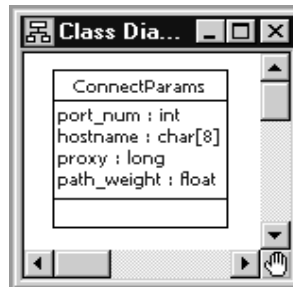 Class Dia...
ConnectParams
port_num : int
hostname : char[8]
proxy : long
path_weight : float